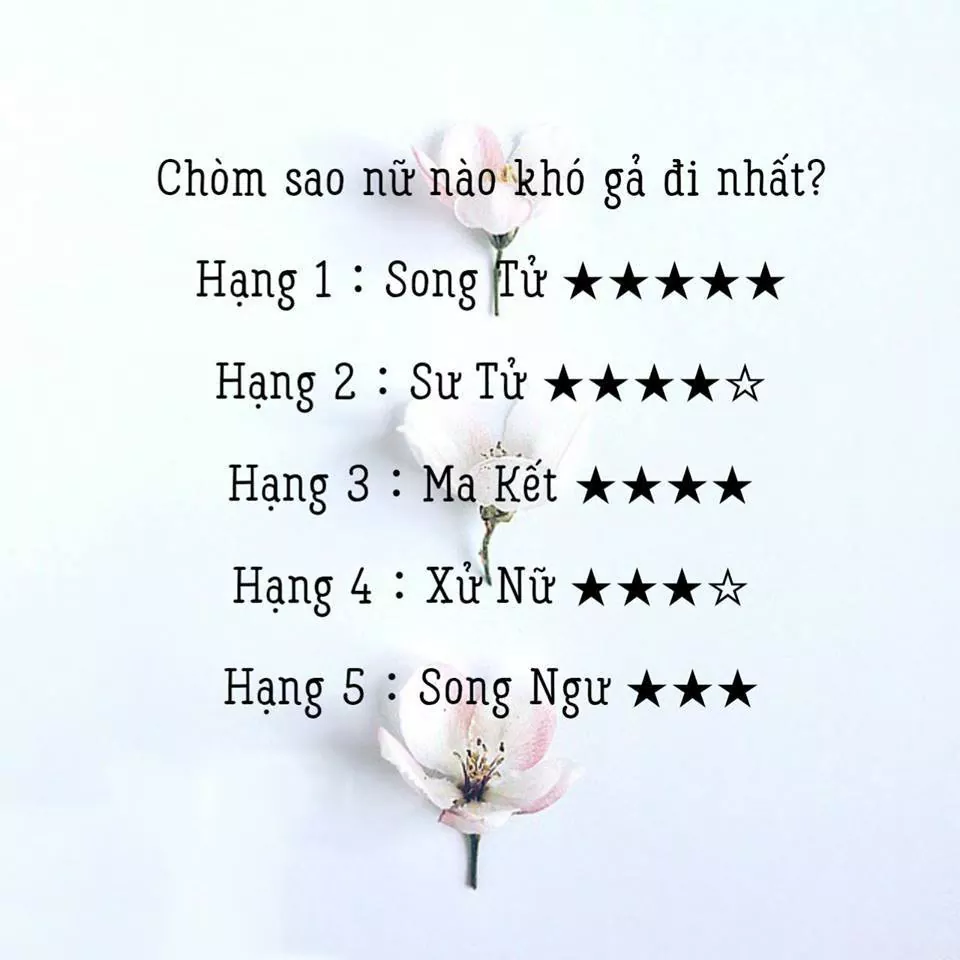 Chòm sao nữ nào khó gả đi nhất?
Hạng 1 : Song Tử ★★★★★
Hạng 2 : Sư Tử ★★★★☆
Hạng 3 : Ma Kết ★★★★
Hạng 4 : Xử Nữ ★★★☆
Hạng 5 : Song Ngư ★★★